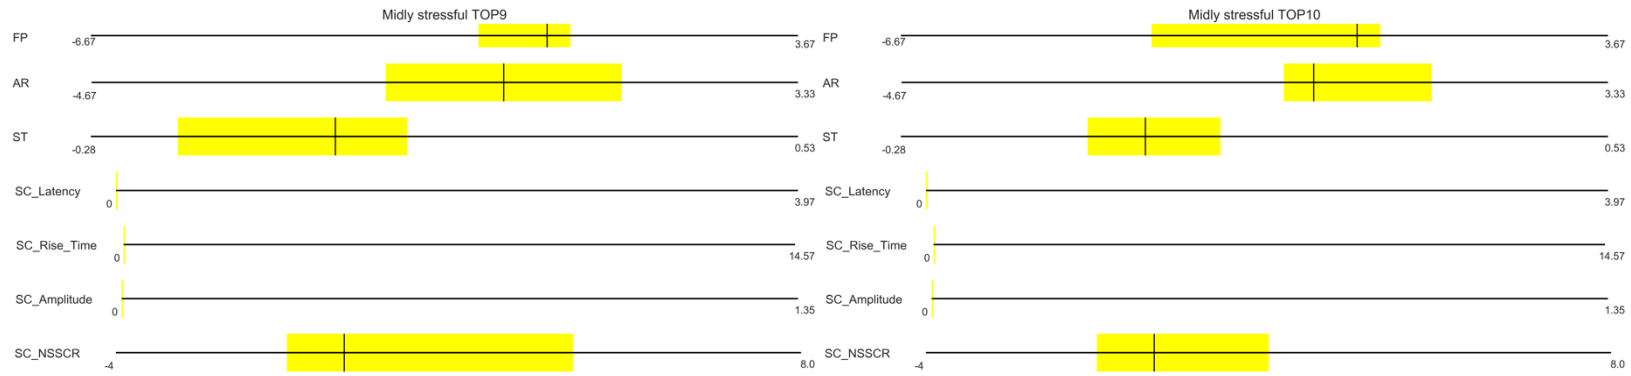 Midly stressful TOP9
FP
-6.67
3.67
AR
-4.67
3.33
ST
-0.28
0.53
SC_Latency
0
3.97
SC_Rise_Time
0
14.57
SC_Amplitude
0
1.35
SC_NSSCR
-4
8.0
Midly stressful TOP10
FP
-6.67
3.67
AR
-4.67
3.33
ST
-0.28
0.53
SC_Latency
0
3.97
SC_Rise_Time
0
14.57
SC_Amplitude
0
1.35
SC_NSSCR
-4
8.0